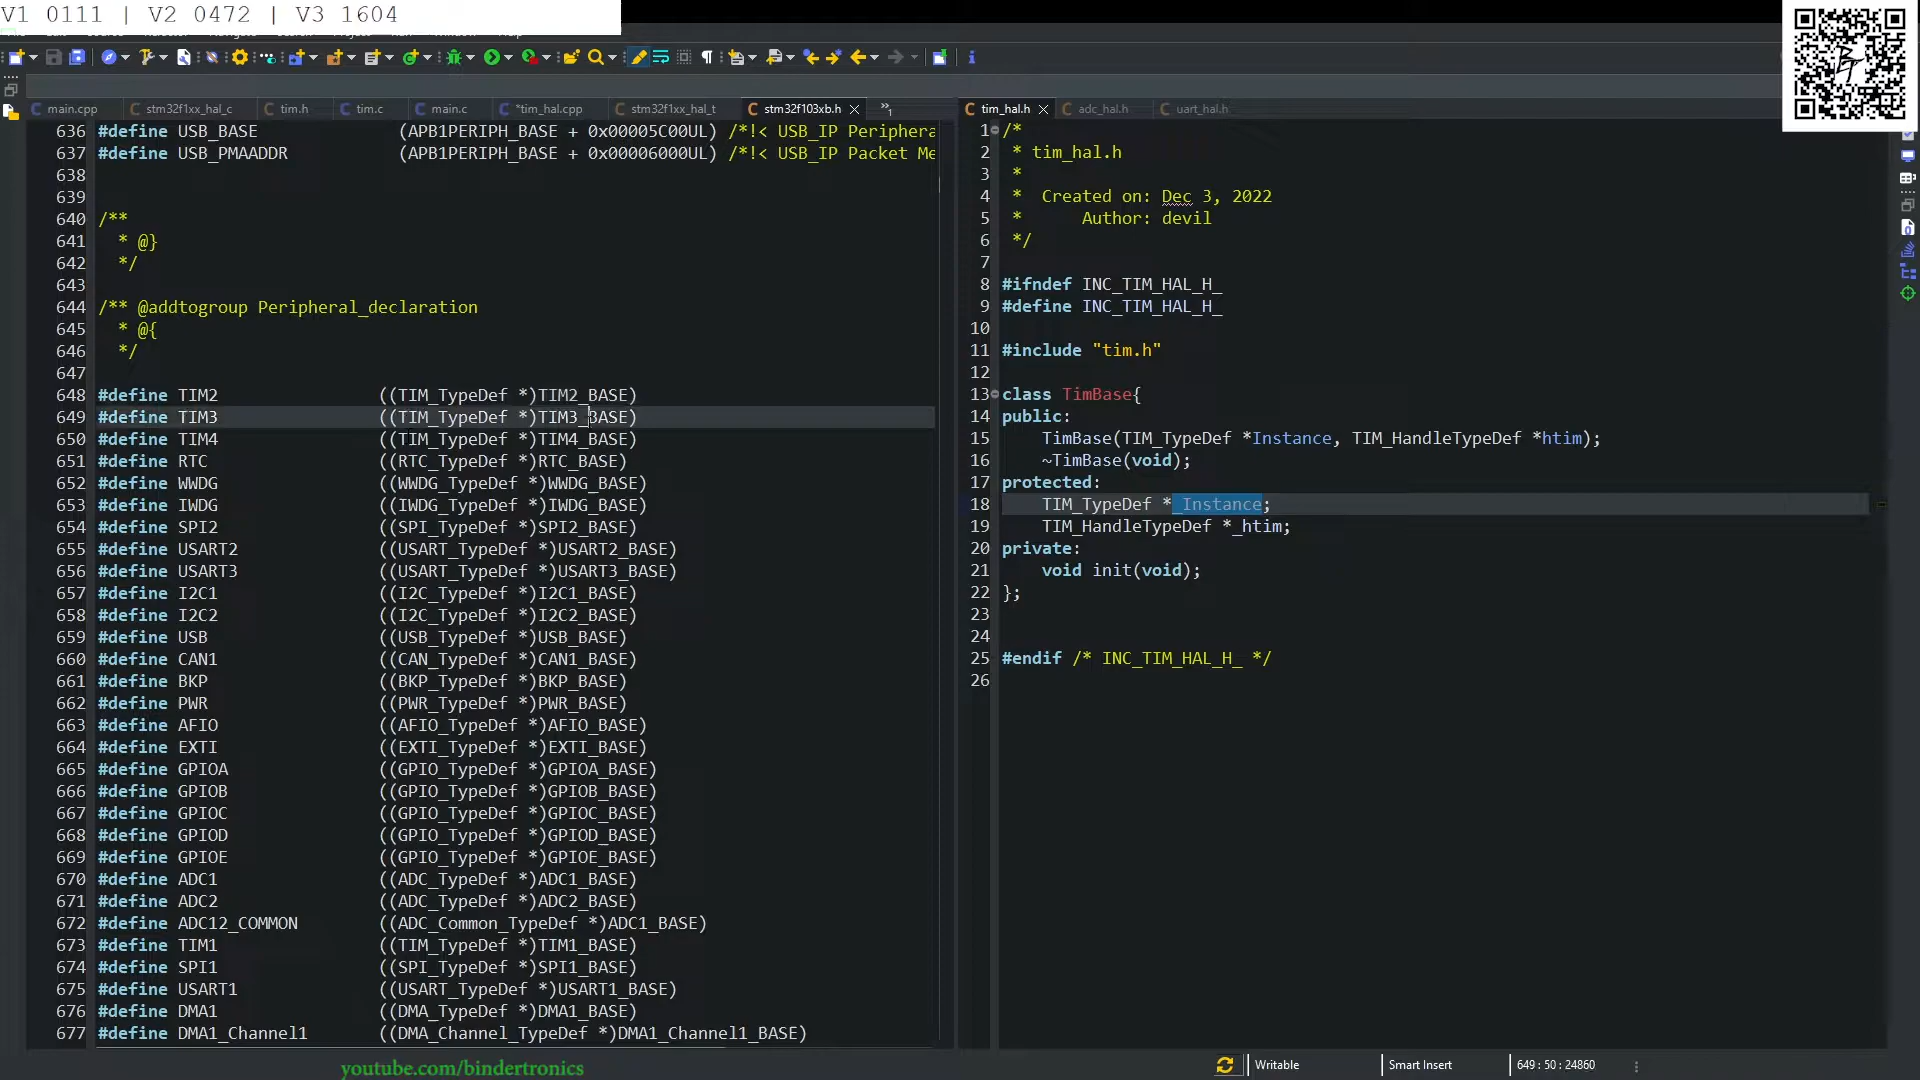 V1 0111 | V2 0472 | V3 1604
main.cpp stm32f1xx_hal_c tim.h tim.c main.c *tim_hal.cpp stm32f1xx_hal_t stm32f103xb.h »1
636 #define USB_BASE (APB1PERIPH_BASE + 0x00005C00UL) /*!< USB_IP Periphera
637 #define USB_PMAADDR (APB1PERIPH_BASE + 0x00006000UL) /*!< USB_IP Packet Me
638
639
640 /**
641 * @}
642 */
643
644 /** @addtogroup Peripheral_declaration
645 * @{
646 */
647
648 #define TIM2 ((TIM_TypeDef *)TIM2_BASE)
649 #define TIM3 ((TIM_TypeDef *)TIM3_BASE)
650 #define TIM4 ((TIM_TypeDef *)TIM4_BASE)
651 #define RTC ((RTC_TypeDef *)RTC_BASE)
652 #define WWDG ((WWDG_TypeDef *)WWDG_BASE)
653 #define IWDG ((IWDG_TypeDef *)IWDG_BASE)
654 #define SPI2 ((SPI_TypeDef *)SPI2_BASE)
655 #define USART2 ((USART_TypeDef *)USART2_BASE)
656 #define USART3 ((USART_TypeDef *)USART3_BASE)
657 #define I2C1 ((I2C_TypeDef *)I2C1_BASE)
658 #define I2C2 ((I2C_TypeDef *)I2C2_BASE)
659 #define USB ((USB_TypeDef *)USB_BASE)
660 #define CAN1 ((CAN_TypeDef *)CAN1_BASE)
661 #define BKP ((BKP_TypeDef *)BKP_BASE)
662 #define PWR ((PWR_TypeDef *)PWR_BASE)
663 #define AFIO ((AFIO_TypeDef *)AFIO_BASE)
664 #define EXTI ((EXTI_TypeDef *)EXTI_BASE)
665 #define GPIOA ((GPIO_TypeDef *)GPIOA_BASE)
666 #define GPIOB ((GPIO_TypeDef *)GPIOB_BASE)
667 #define GPIOC ((GPIO_TypeDef *)GPIOC_BASE)
668 #define GPIOD ((GPIO_TypeDef *)GPIOD_BASE)
669 #define GPIOE ((GPIO_TypeDef *)GPIOE_BASE)
670 #define ADC1 ((ADC_TypeDef *)ADC1_BASE)
671 #define ADC2 ((ADC_TypeDef *)ADC2_BASE)
672 #define ADC12_COMMON ((ADC_Common_TypeDef *)ADC1_BASE)
673 #define TIM1 ((TIM_TypeDef *)TIM1_BASE)
674 #define SPI1 ((SPI_TypeDef *)SPI1_BASE)
675 #define USART1 ((USART_TypeDef *)USART1_BASE)
676 #define DMA1 ((DMA_TypeDef *)DMA1_BASE)
677 #define DMA1_Channel1 ((DMA_Channel_TypeDef *)DMA1_Channel1_BASE)
tim_hal.h adc_hal.h uart_hal.h
1 /*
2 * tim_hal.h
3 *
4 * Created on: Dec 3, 2022
5 * Author: devil
6 */
7
8 #ifndef INC_TIM_HAL_H_
9 #define INC_TIM_HAL_H_
10
11 #include "tim.h"
12
13 class TimBase{
14 public:
15 TimBase(TIM_TypeDef *Instance, TIM_HandleTypeDef *htim);
16 ~TimBase(void);
17 protected:
18 TIM_TypeDef *_Instance;
19 TIM_HandleTypeDef *_htim;
20 private:
21 void init(void);
22 };
23
24
25 #endif /* INC_TIM_HAL_H_ */
26
youtube.com/bindertronics
Writable Smart Insert 649 : 50 : 24860